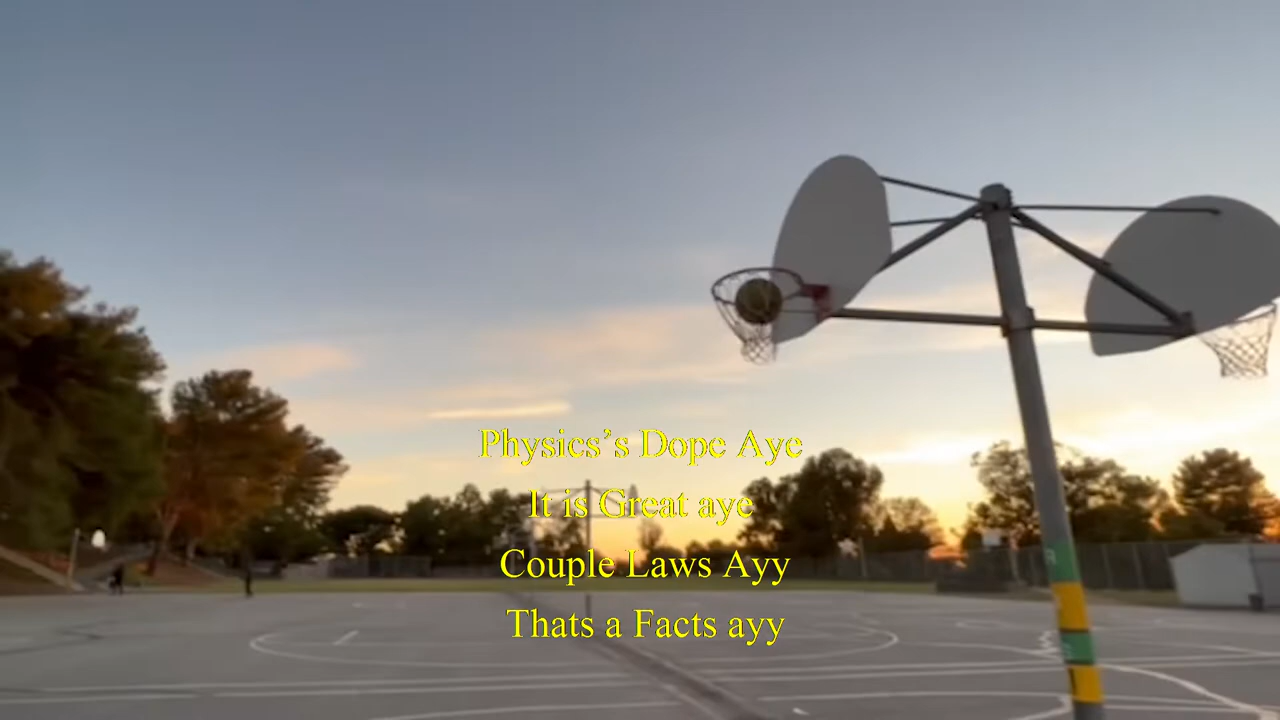 Physics’s Dope Aye
It is Great aye
Couple Laws Ayy
Thats a Facts ayy